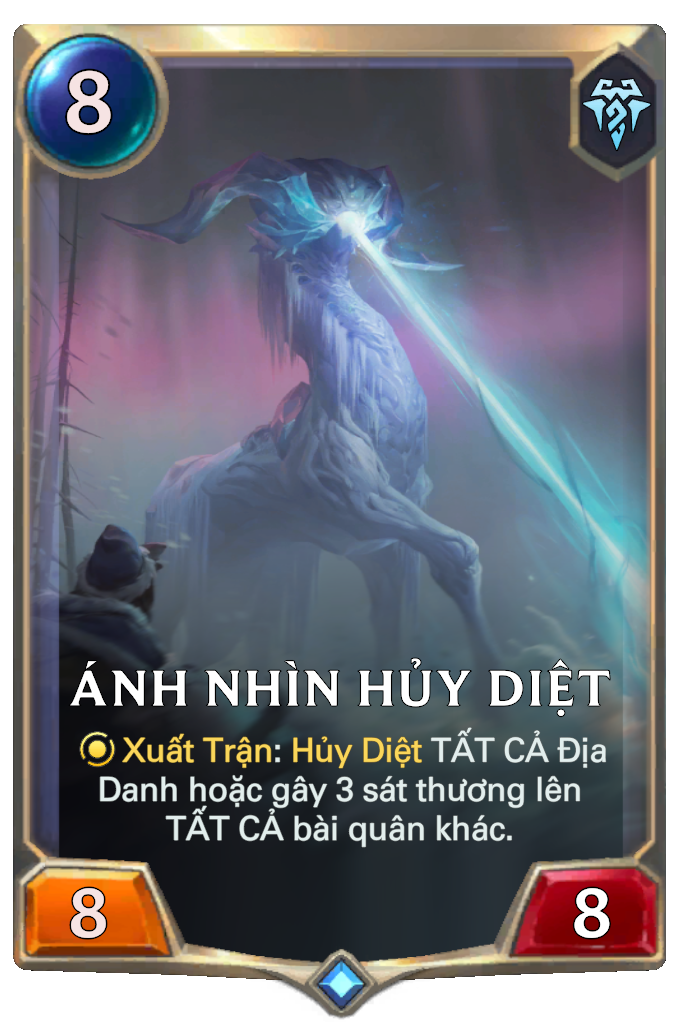 8
ÁNH NHÌN HỦY DIỆT
Xuất Trận: Hủy Diệt TẤT CẢ Địa
Danh hoặc gây 3 sát thương lên
TẤT CẢ bài quân khác.
8
8